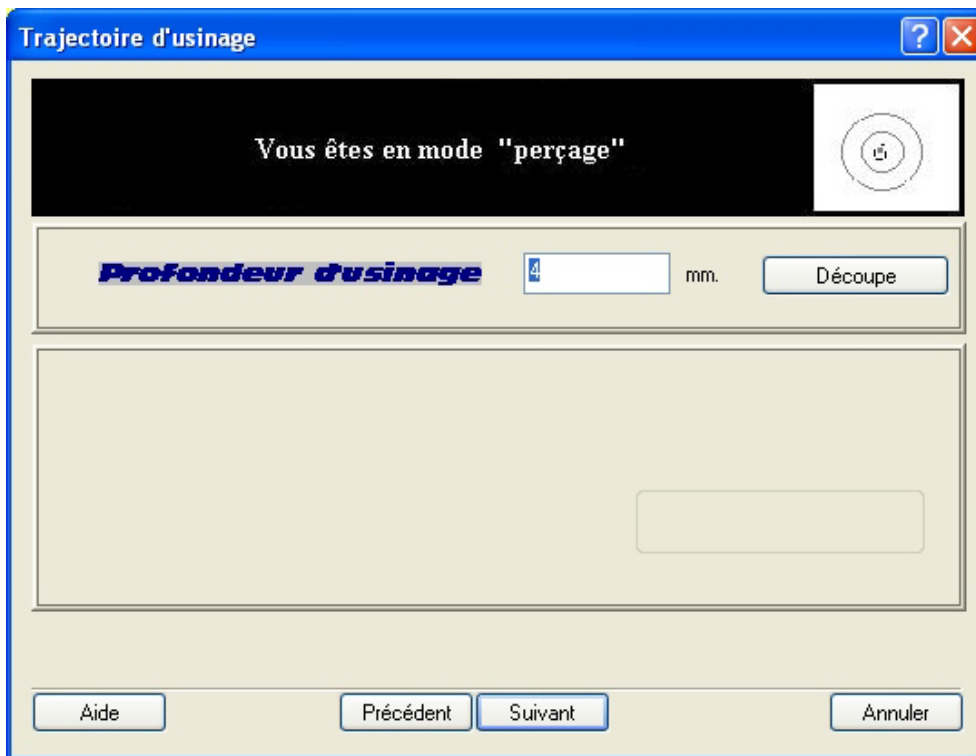 Trajectoire d'usinage
Vous êtes en mode "perçage"
Profondeur d'usinage 4 mm. Découpe
Aide Précédent Suivant Annuler